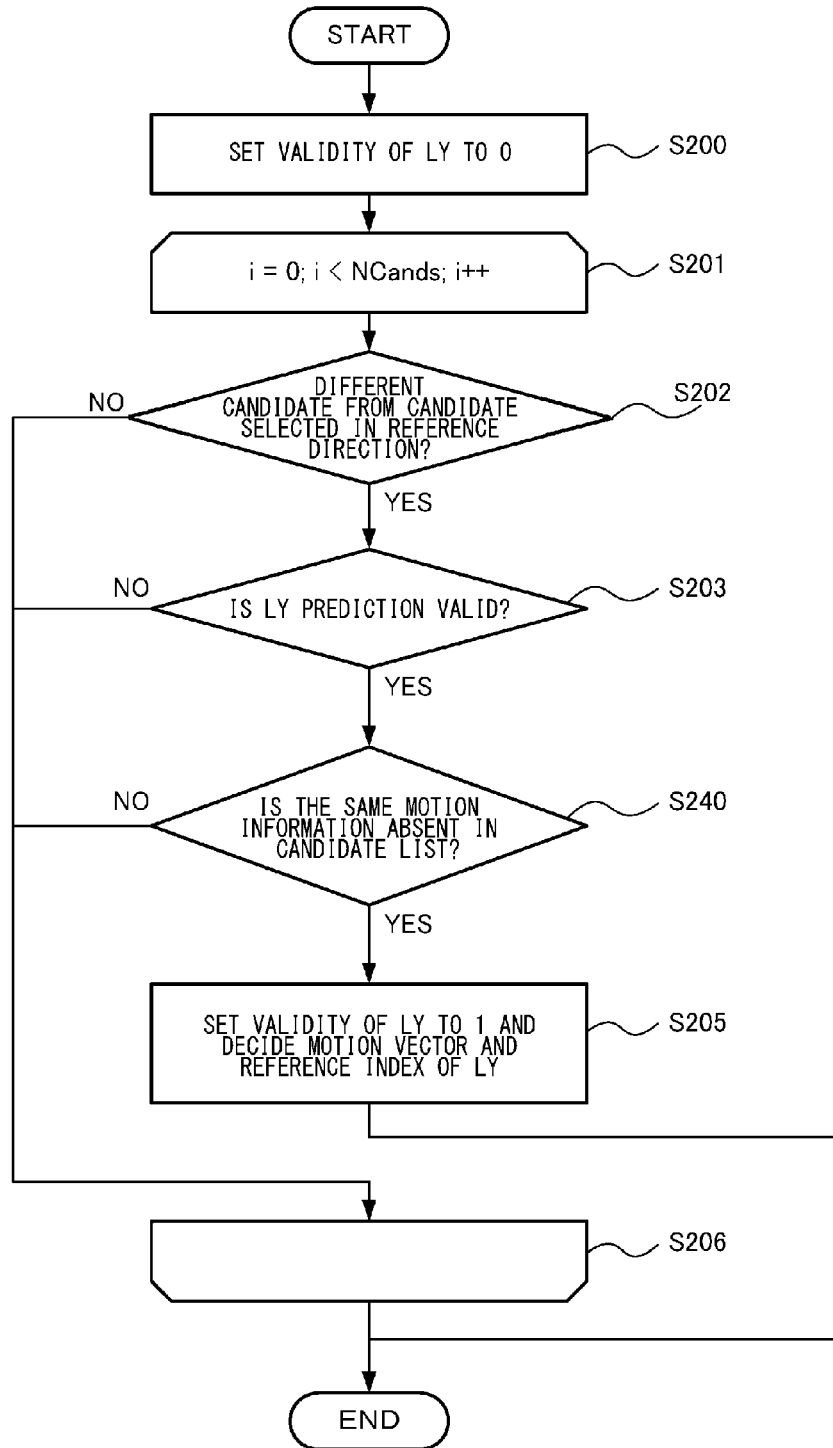 START
SET VALIDITY OF LY TO 0
S200
i = 0; i < NCands; i++
S201
DIFFERENT
CANDIDATE FROM CANDIDATE
SELECTED IN REFERENCE
DIRECTION?
S202
NO
YES
IS LY PREDICTION VALID?
S203
NO
YES
IS THE SAME MOTION
INFORMATION ABSENT IN
CANDIDATE LIST?
S240
NO
YES
SET VALIDITY OF LY TO 1 AND
DECIDE MOTION VECTOR AND
REFERENCE INDEX OF LY
S205
S206
END